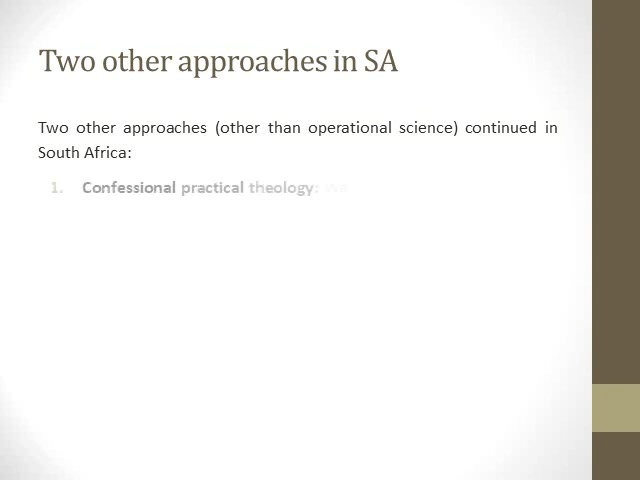 Two other approaches in SA
Two other approaches (other than operational science) continued in
South Africa:
1. Confessional practical theology: